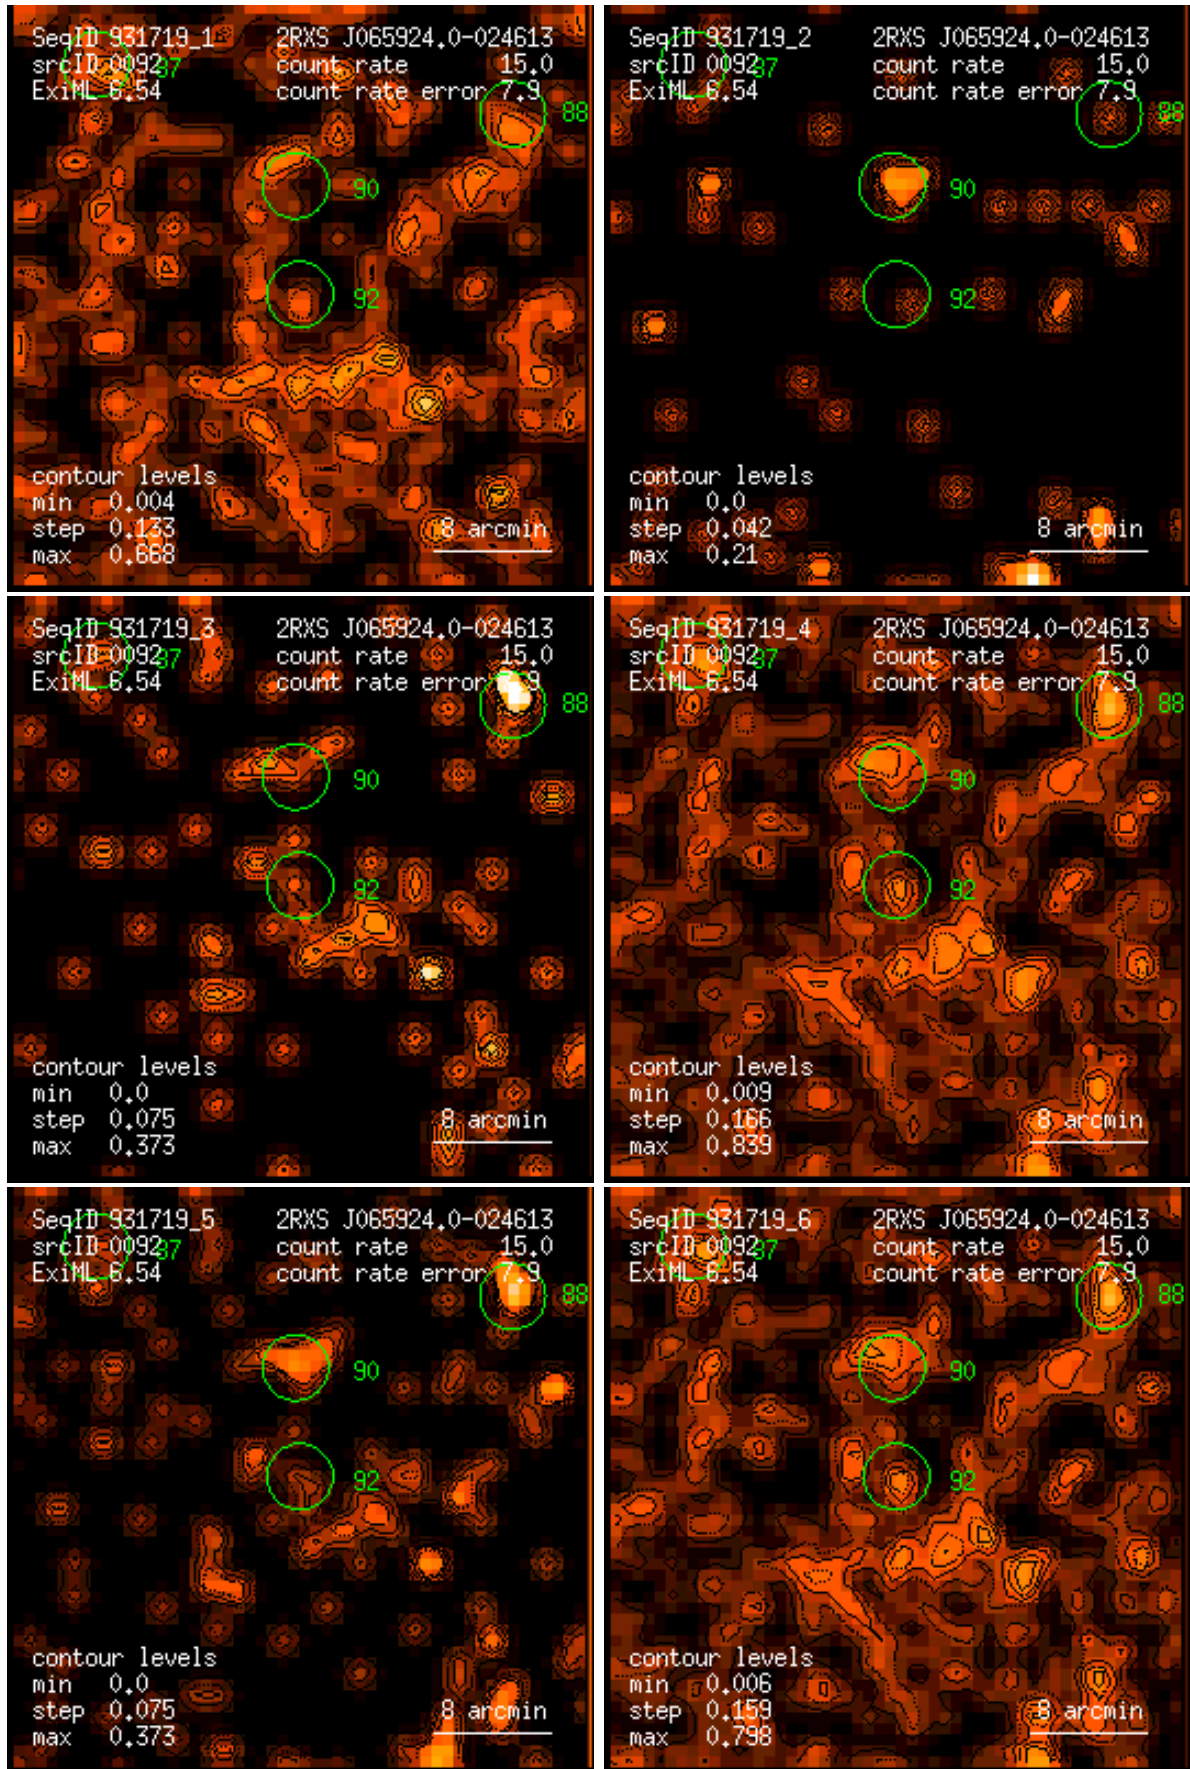 SeqID 931719_1 2RXS J065924.0-024613
srcID 0092 87 count rate 15.0
ExiML 6.54 count rate error 7.9
88
90
92
contour levels
min 0.004
step 0.133 8 arcmin
max 0.668
SeqID 931719_2 2RXS J065924.0-024613
srcID 0092 87 count rate 15.0
ExiML 6.54 count rate error 7.9
88
90
92
contour levels
min 0.0
step 0.042 8 arcmin
max 0.21
SeqID 931719_3 2RXS J065924.0-024613
srcID 0092 87 count rate 15.0
ExiML 6.54 count rate error 7.9
88
90
92
contour levels
min 0.0
step 0.075 8 arcmin
max 0.373
SeqID 931719_4 2RXS J065924.0-024613
srcID 0092 87 count rate 15.0
ExiML 6.54 count rate error 7.9
88
90
92
contour levels
min 0.009
step 0.166 8 arcmin
max 0.839
SeqID 931719_5 2RXS J065924.0-024613
srcID 0092 87 count rate 15.0
ExiML 6.54 count rate error 7.9
88
90
92
contour levels
min 0.0
step 0.075 8 arcmin
max 0.373
SeqID 931719_6 2RXS J065924.0-024613
srcID 0092 87 count rate 15.0
ExiML 6.54 count rate error 7.9
88
90
92
contour levels
min 0.006
step 0.159 8 arcmin
max 0.798